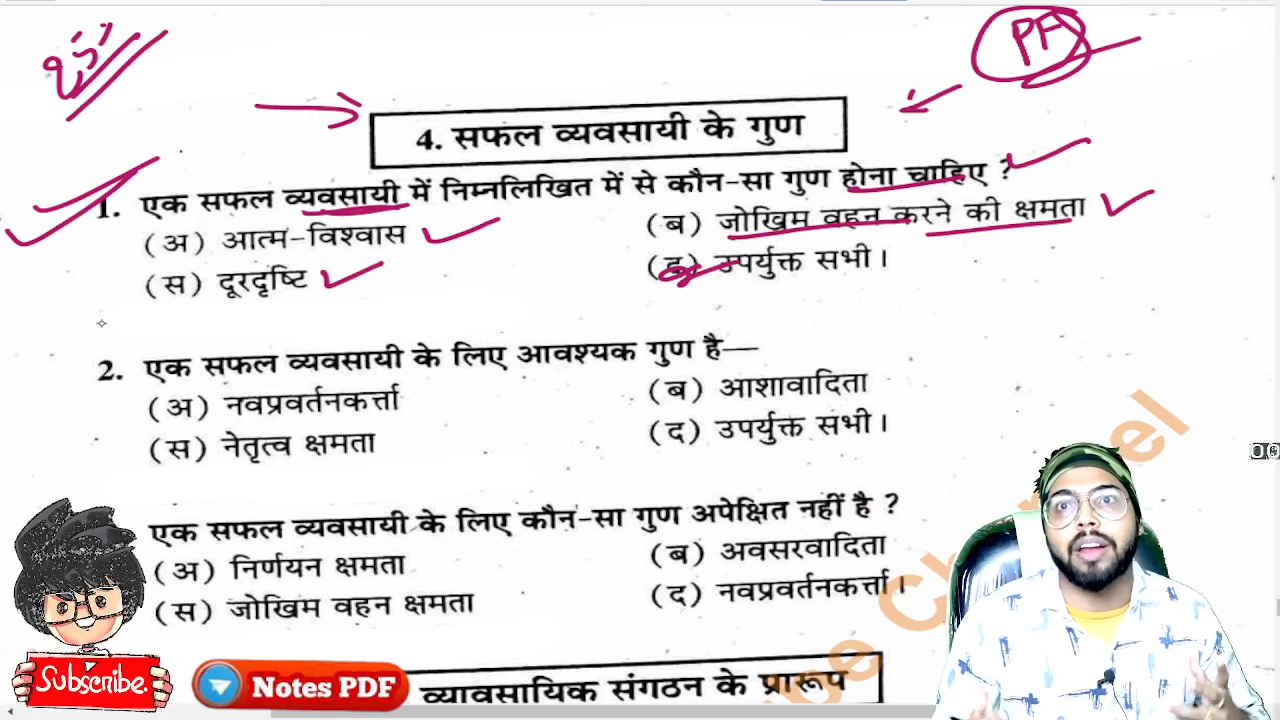 PF
4. सफल व्यवसायी के गुण
1. एक सफल व्यवसायी में निम्नलिखित में से कौन-सा गुण होना चाहिए ?
(अ) आत्म-विश्वास (ब) जोखिम वहन करने की क्षमता
(स) दूरदृष्टि (द) उपर्युक्त सभी।
2. एक सफल व्यवसायी के लिए आवश्यक गुण है—
(अ) नवप्रवर्तनकर्त्ता (ब) आशावादिता
(स) नेतृत्व क्षमता (द) उपर्युक्त सभी।
एक सफल व्यवसायी के लिए कौन-सा गुण अपेक्षित नहीं है ?
(अ) निर्णयन क्षमता (ब) अवसरवादिता
(स) जोखिम वहन क्षमता (द) नवप्रवर्तनकर्त्ता।
व्यावसायिक संगठन के प्रारूप
Subscribe.
Notes PDF